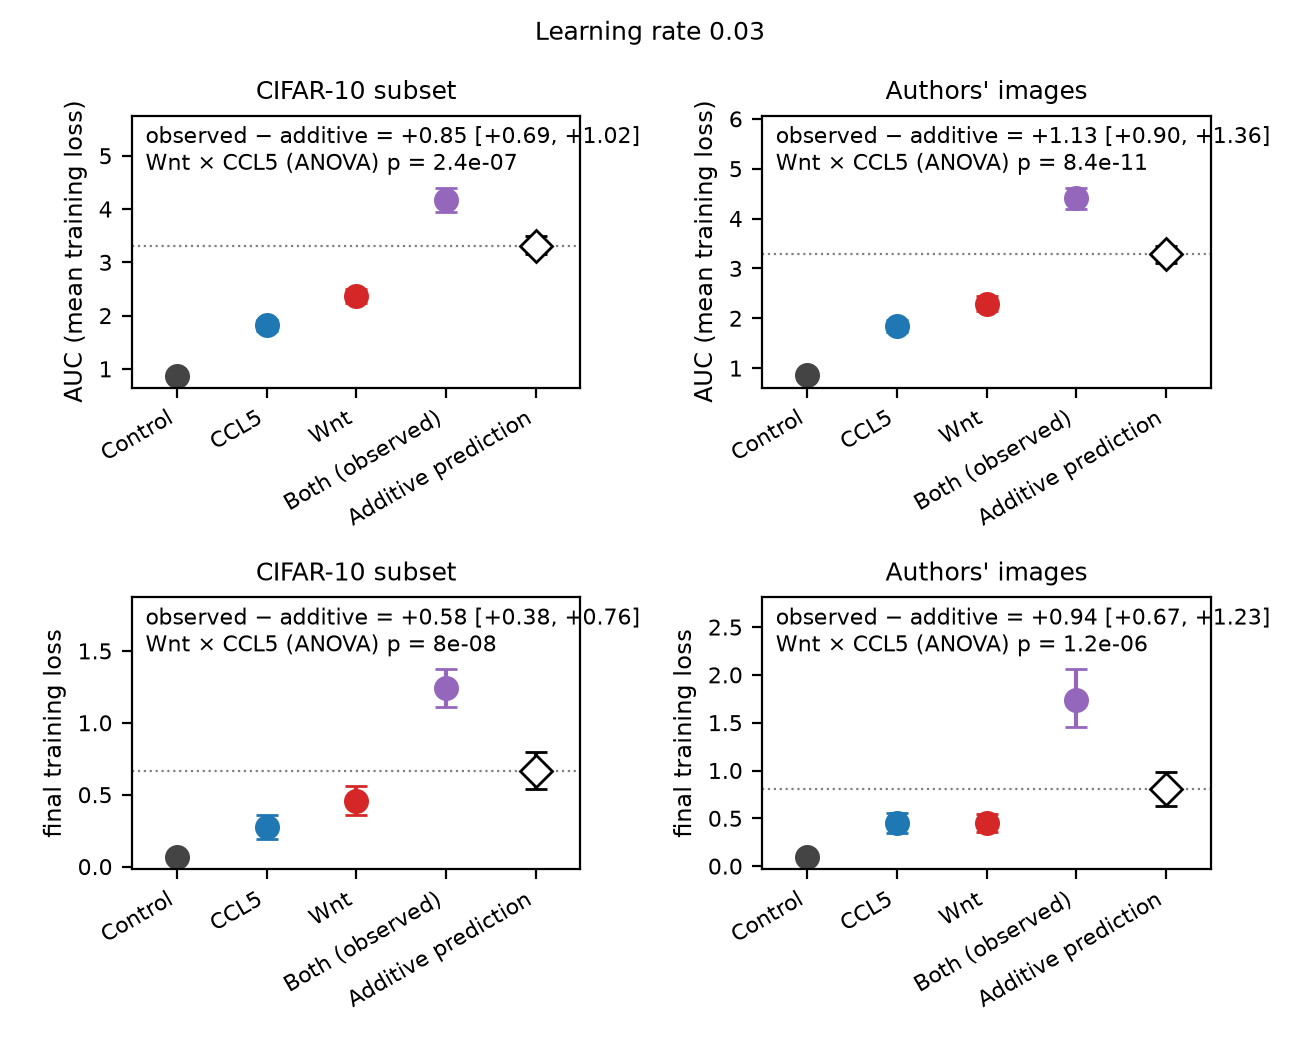 Learning rate 0.03
CIFAR-10 subset
AUC (mean training loss)
observed − additive = +0.85 [+0.69, +1.02]
Wnt × CCL5 (ANOVA) p = 2.4e-07
5
4
3
2
1
Control
CCL5
Wnt
Both (observed)
Additive prediction
Authors' images
AUC (mean training loss)
observed − additive = +1.13 [+0.90, +1.36]
Wnt × CCL5 (ANOVA) p = 8.4e-11
6
5
4
3
2
1
Control
CCL5
Wnt
Both (observed)
Additive prediction
CIFAR-10 subset
final training loss
observed − additive = +0.58 [+0.38, +0.76]
Wnt × CCL5 (ANOVA) p = 8e-08
1.5
1.0
0.5
0.0
Control
CCL5
Wnt
Both (observed)
Additive prediction
Authors' images
final training loss
observed − additive = +0.94 [+0.67, +1.23]
Wnt × CCL5 (ANOVA) p = 1.2e-06
2.5
2.0
1.5
1.0
0.5
0.0
Control
CCL5
Wnt
Both (observed)
Additive prediction